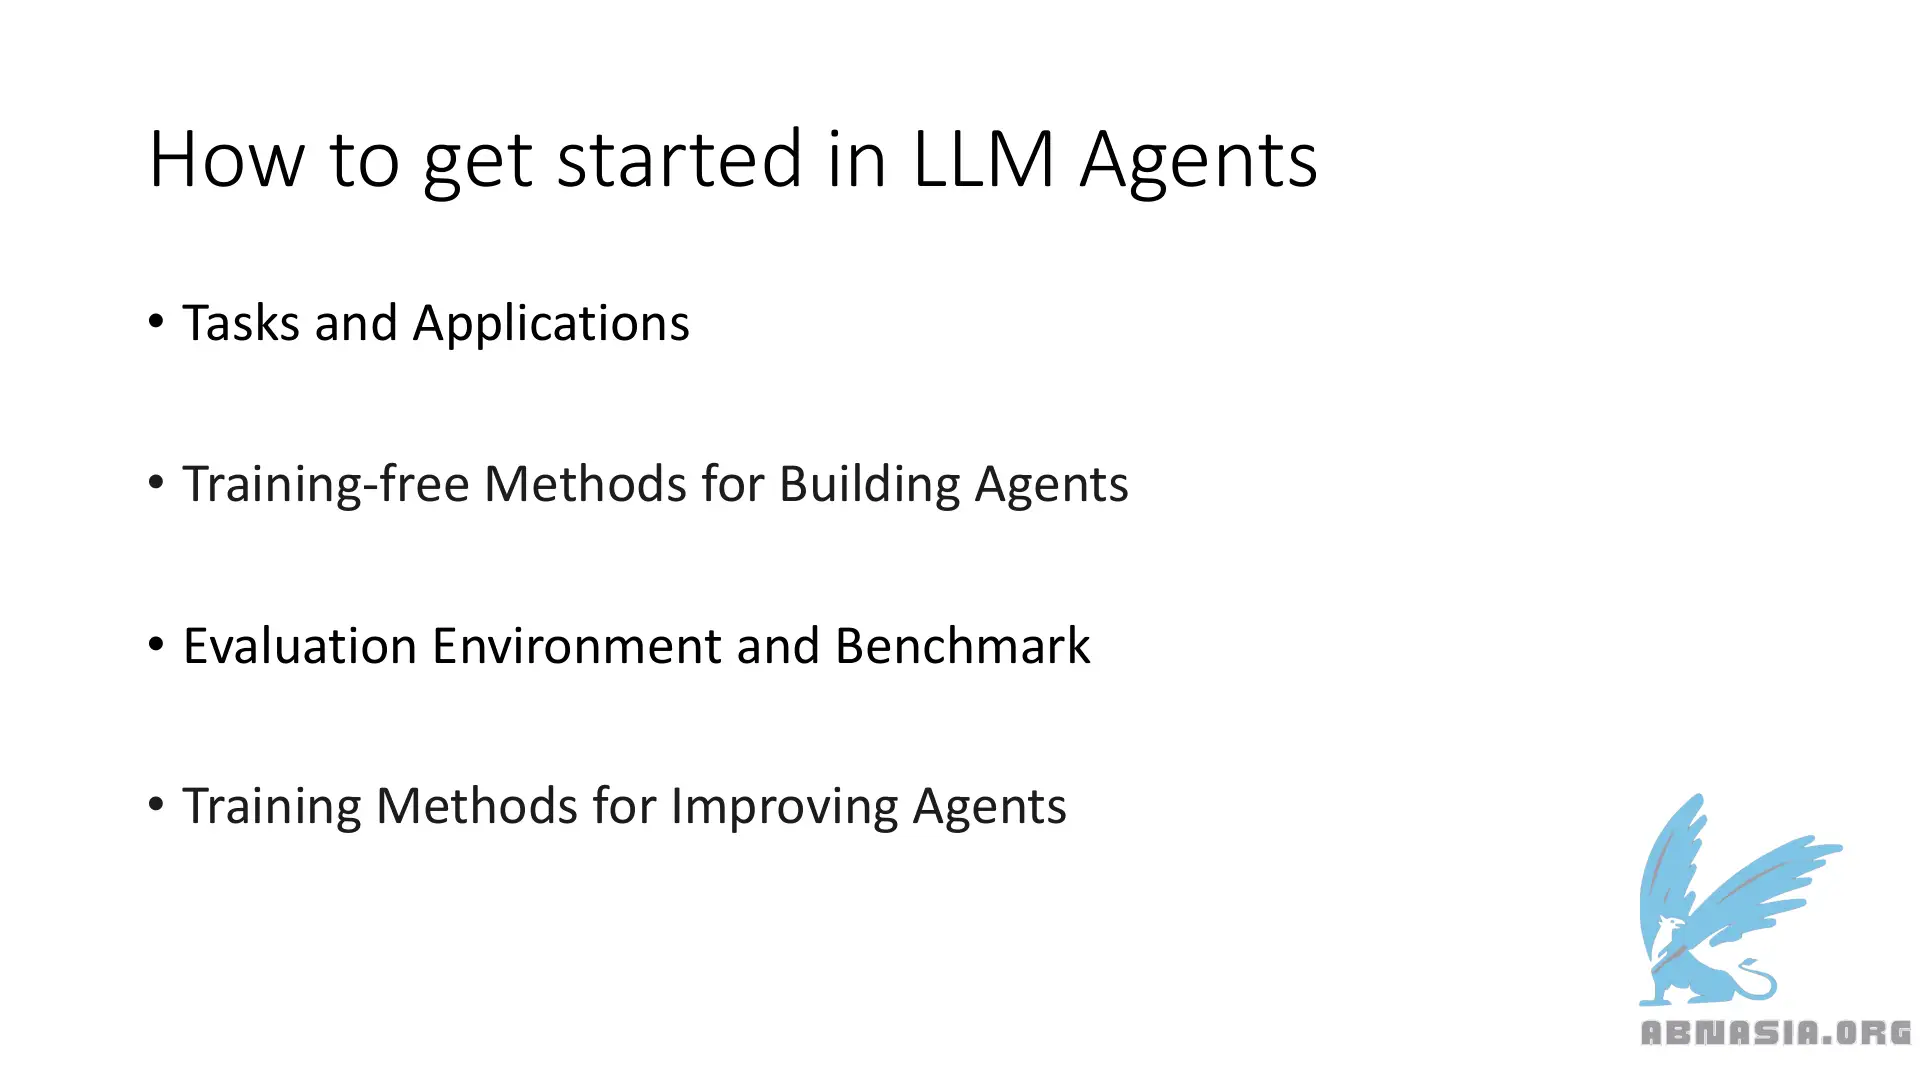 How to get started in LLM Agents
• Tasks and Applications
• Training-free Methods for Building Agents
• Evaluation Environment and Benchmark
• Training Methods for Improving Agents
ABNASIA.ORG